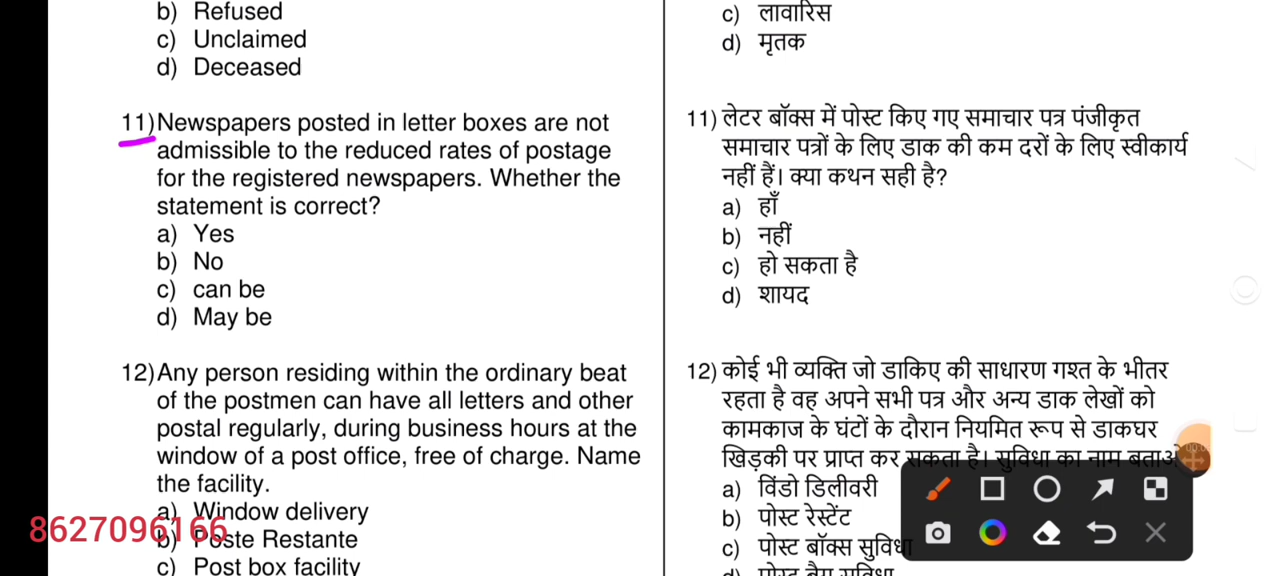 b) Refused
c) Unclaimed
d) Deceased
11) Newspapers posted in letter boxes are not
admissible to the reduced rates of postage
for the registered newspapers. Whether the
statement is correct?
a) Yes
b) No
c) can be
d) May be
12) Any person residing within the ordinary beat
of the postmen can have all letters and other
postal regularly, during business hours at the
window of a post office, free of charge. Name
the facility.
a) Window delivery
8627096166
b) Poste Restante
c) Post box facility
c) लावारिस
d) मृतक
11) लेटर बॉक्स में पोस्ट किए गए समाचार पत्र पंजीकृत
समाचार पत्रों के लिए डाक की कम दरों के लिए स्वीकार्य
नहीं हैं। क्या कथन सही है?
a) हाँ
b) नहीं
c) हो सकता है
d) शायद
12) कोई भी व्यक्ति जो डाकिए की साधारण गश्त के भीतर
रहता है वह अपने सभी पत्र और अन्य डाक लेखों को
कामकाज के घंटों के दौरान नियमित रूप से डाकघर
खिड़की पर प्राप्त कर सकता है। सुविधा का नाम बताओ
a) विंडो डिलीवरी
b) पोस्ट रेस्टेंट
c) पोस्ट बॉक्स सुविधा
d) पोस्ट बैग सुविधा